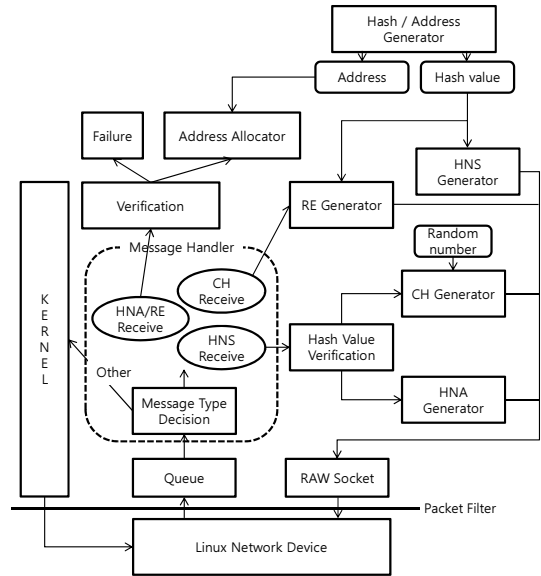 Hash / Address
Generator
Address
Hash value
Failure
Address Allocator
HNS
Generator
Verification
RE Generator
Random
number
Message Handler
CH
Receive
CH Generator
HNA/RE
Receive
HNS
Receive
Hash Value
Verification
K
E
R
N
E
L
Other
Message Type
Decision
HNA
Generator
Queue
RAW Socket
Packet Filter
Linux Network Device